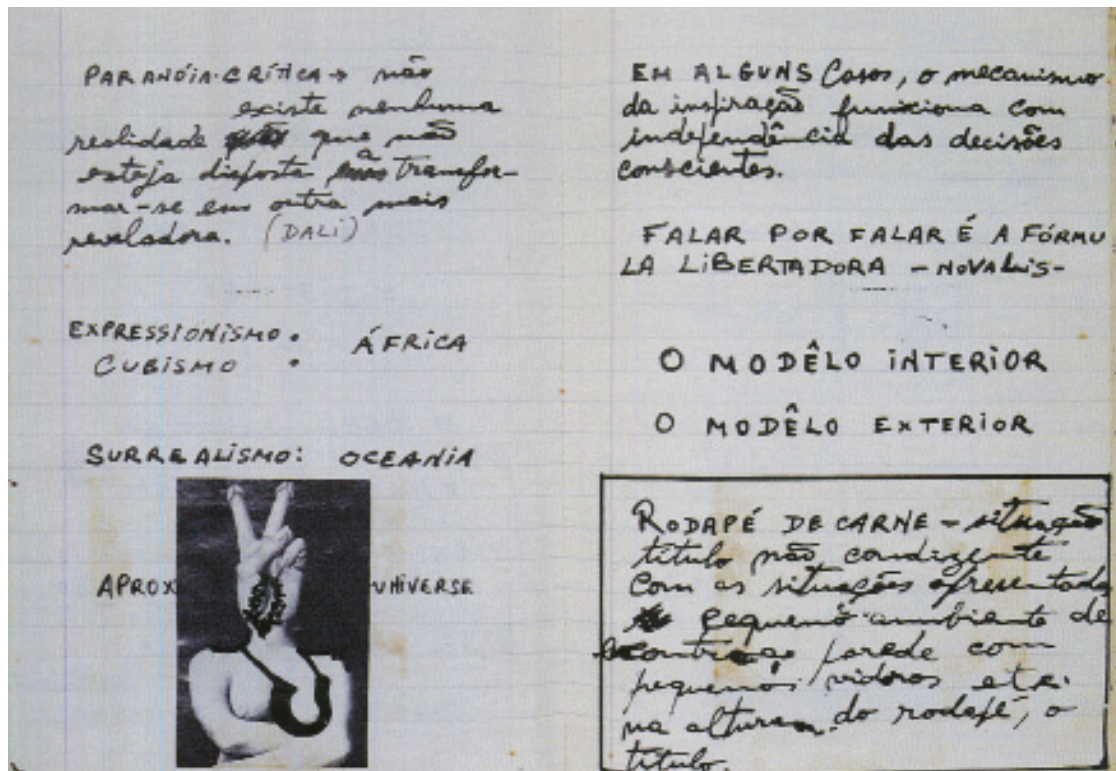 PARANÓIA-CRÍTICA → não
existe nenhuma
realidade que não
esteja disposta a transfor-
mar-se em outra mais
reveladora. (DALI)
EXPRESSIONISMO.
CUBISMO . ÁFRICA
SURREALISMO: OCEANIA
APROX UNIVERSE
EM ALGUNS Casos, o mecanismo
da inspiração funciona com
independência das decisões
conscientes.
FALAR POR FALAR É A FÓRMU
LA LIBERTADORA - NOVALIS -
O MODÊLO INTERIOR
O MODÊLO EXTERIOR
RODAPÉ DE CARNE - situação
título não condizente
com as situações apresentada
pequeno ambiente de
parede com
pequenos vidros etc.
na altura do rodapé, o
título.